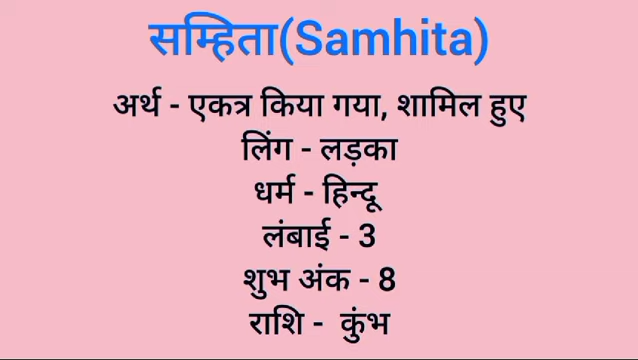 सम्हिता(Samhita)
अर्थ - एकत्र किया गया, शामिल हुए
लिंग - लड़का
धर्म - हिन्दू
लंबाई - 3
शुभ अंक - 8
राशि - कुंभ